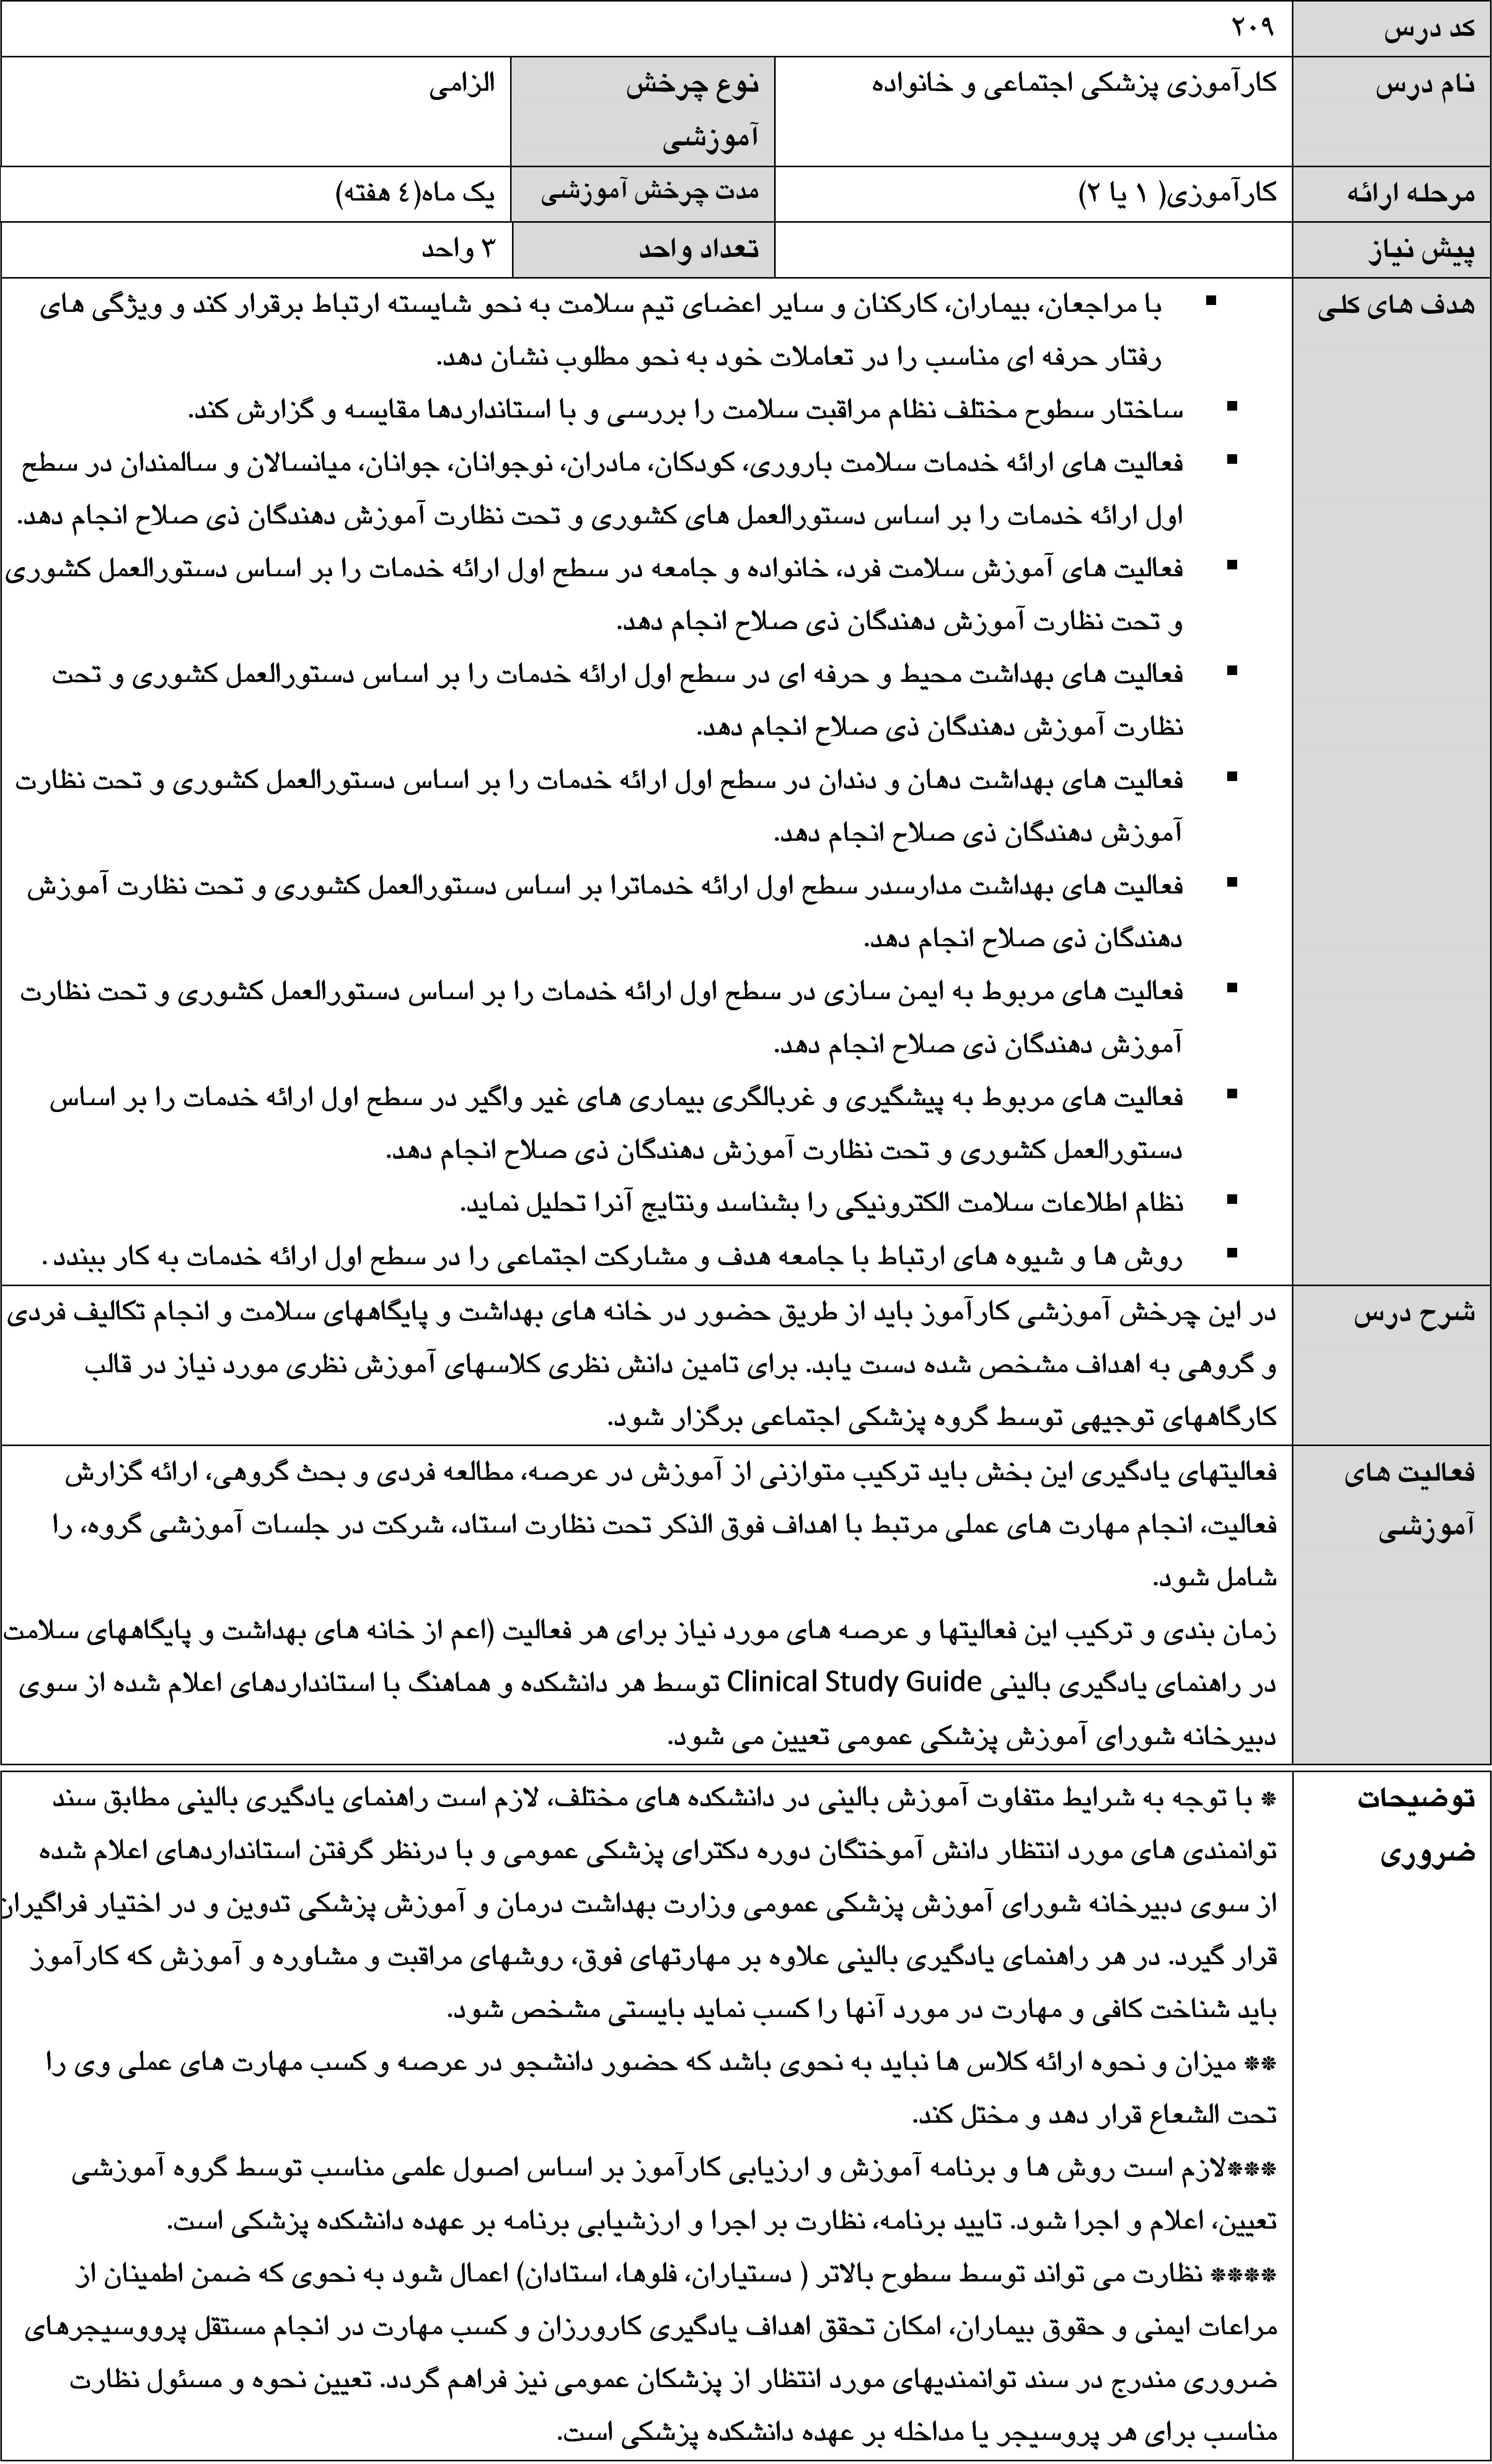 کد درس ۲۰۹
نام درس کارآموزی پزشکی اجتماعی و خانواده نوع چرخش الزامی
آموزشی
مرحله ارائه کارآموزی( ۱ یا ۲) مدت چرخش آموزشی یک ماه(٤ هفته)
پیش نیاز تعداد واحد ۳ واحد
هدف های کلی ▪ با مراجعان، بیماران، کارکنان و سایر اعضای تیم سلامت به نحو شایسته ارتباط برقرار کند و ویژگی های
رفتار حرفه ای مناسب را در تعاملات خود به نحو مطلوب نشان دهد.
▪ ساختار سطوح مختلف نظام مراقبت سلامت را بررسی و با استانداردها مقایسه و گزارش کند.
▪ فعالیت های ارائه خدمات سلامت باروری، کودکان، مادران، نوجوانان، جوانان، میانسالان و سالمندان در سطح
اول ارائه خدمات را بر اساس دستورالعمل های کشوری و تحت نظارت آموزش دهندگان ذی صلاح انجام دهد.
▪ فعالیت های آموزش سلامت فرد، خانواده و جامعه در سطح اول ارائه خدمات را بر اساس دستورالعمل کشوری
و تحت نظارت آموزش دهندگان ذی صلاح انجام دهد.
▪ فعالیت های بهداشت محیط و حرفه ای در سطح اول ارائه خدمات را بر اساس دستورالعمل کشوری و تحت
نظارت آموزش دهندگان ذی صلاح انجام دهد.
▪ فعالیت های بهداشت دهان و دندان در سطح اول ارائه خدمات را بر اساس دستورالعمل کشوری و تحت نظارت
آموزش دهندگان ذی صلاح انجام دهد.
▪ فعالیت های بهداشت مدارسدر سطح اول ارائه خدماترا بر اساس دستورالعمل کشوری و تحت نظارت آموزش
دهندگان ذی صلاح انجام دهد.
▪ فعالیت های مربوط به ایمن سازی در سطح اول ارائه خدمات را بر اساس دستورالعمل کشوری و تحت نظارت
آموزش دهندگان ذی صلاح انجام دهد.
▪ فعالیت های مربوط به پیشگیری و غربالگری بیماری های غیر واگیر در سطح اول ارائه خدمات را بر اساس
دستورالعمل کشوری و تحت نظارت آموزش دهندگان ذی صلاح انجام دهد.
▪ نظام اطلاعات سلامت الکترونیکی را بشناسد ونتایج آنرا تحلیل نماید.
▪ روش ها و شیوه های ارتباط با جامعه هدف و مشارکت اجتماعی را در سطح اول ارائه خدمات به کار ببندد .
شرح درس در این چرخش آموزشی کارآموز باید از طریق حضور در خانه های بهداشت و پایگاههای سلامت و انجام تکالیف فردی
و گروهی به اهداف مشخص شده دست یابد. برای تامین دانش نظری کلاسهای آموزش نظری مورد نیاز در قالب
کارگاههای توجیهی توسط گروه پزشکی اجتماعی برگزار شود.
فعالیت های فعالیتهای یادگیری این بخش باید ترکیب متوازنی از آموزش در عرصه، مطالعه فردی و بحث گروهی، ارائه گزارش
آموزشی فعالیت، انجام مهارت های عملی مرتبط با اهداف فوق الذکر تحت نظارت استاد، شرکت در جلسات آموزشی گروه، را
شامل شود.
زمان بندی و ترکیب این فعالیتها و عرصه های مورد نیاز برای هر فعالیت (اعم از خانه های بهداشت و پایگاههای سلامت
در راهنمای یادگیری بالینی Clinical Study Guide توسط هر دانشکده و هماهنگ با استانداردهای اعلام شده از سوی
دبیرخانه شورای آموزش پزشکی عمومی تعیین می شود.
توضیحات * با توجه به شرایط متفاوت آموزش بالینی در دانشکده های مختلف، لازم است راهنمای یادگیری بالینی مطابق سند
ضروری توانمندی های مورد انتظار دانش آموختگان دوره دکترای پزشکی عمومی و با درنظر گرفتن استانداردهای اعلام شده
از سوی دبیرخانه شورای آموزش پزشکی عمومی وزارت بهداشت درمان و آموزش پزشکی تدوین و در اختیار فراگیران
قرار گیرد. در هر راهنمای یادگیری بالینی علاوه بر مهارتهای فوق، روشهای مراقبت و مشاوره و آموزش که کارآموز
باید شناخت کافی و مهارت در مورد آنها را کسب نماید بایستی مشخص شود.
** میزان و نحوه ارائه کلاس ها نباید به نحوی باشد که حضور دانشجو در عرصه و کسب مهارت های عملی وی را
تحت الشعاع قرار دهد و مختل کند.
***لازم است روش ها و برنامه آموزش و ارزیابی کارآموز بر اساس اصول علمی مناسب توسط گروه آموزشی
تعیین، اعلام و اجرا شود. تایید برنامه، نظارت بر اجرا و ارزشیابی برنامه بر عهده دانشکده پزشکی است.
**** نظارت می تواند توسط سطوح بالاتر ( دستیاران، فلوها، استادان) اعمال شود به نحوی که ضمن اطمینان از
مراعات ایمنی و حقوق بیماران، امکان تحقق اهداف یادگیری کارورزان و کسب مهارت در انجام مستقل پرووسیجرهای
ضروری مندرج در سند توانمندیهای مورد انتظار از پزشکان عمومی نیز فراهم گردد. تعیین نحوه و مسئول نظارت
مناسب برای هر پروسیجر یا مداخله بر عهده دانشکده پزشکی است.